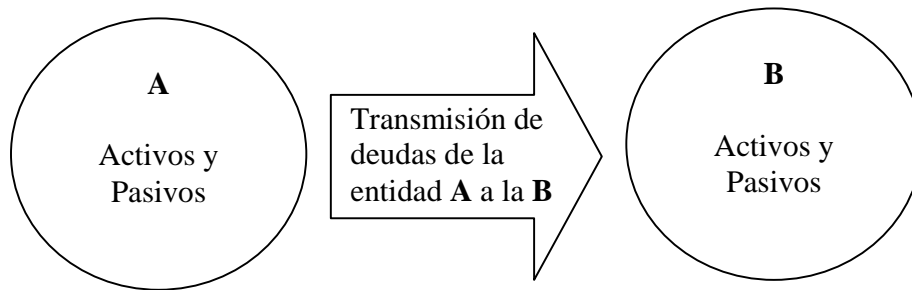 A
Activos y
Pasivos
Transmisión de
deudas de la
entidad A a la B
B
Activos y
Pasivos